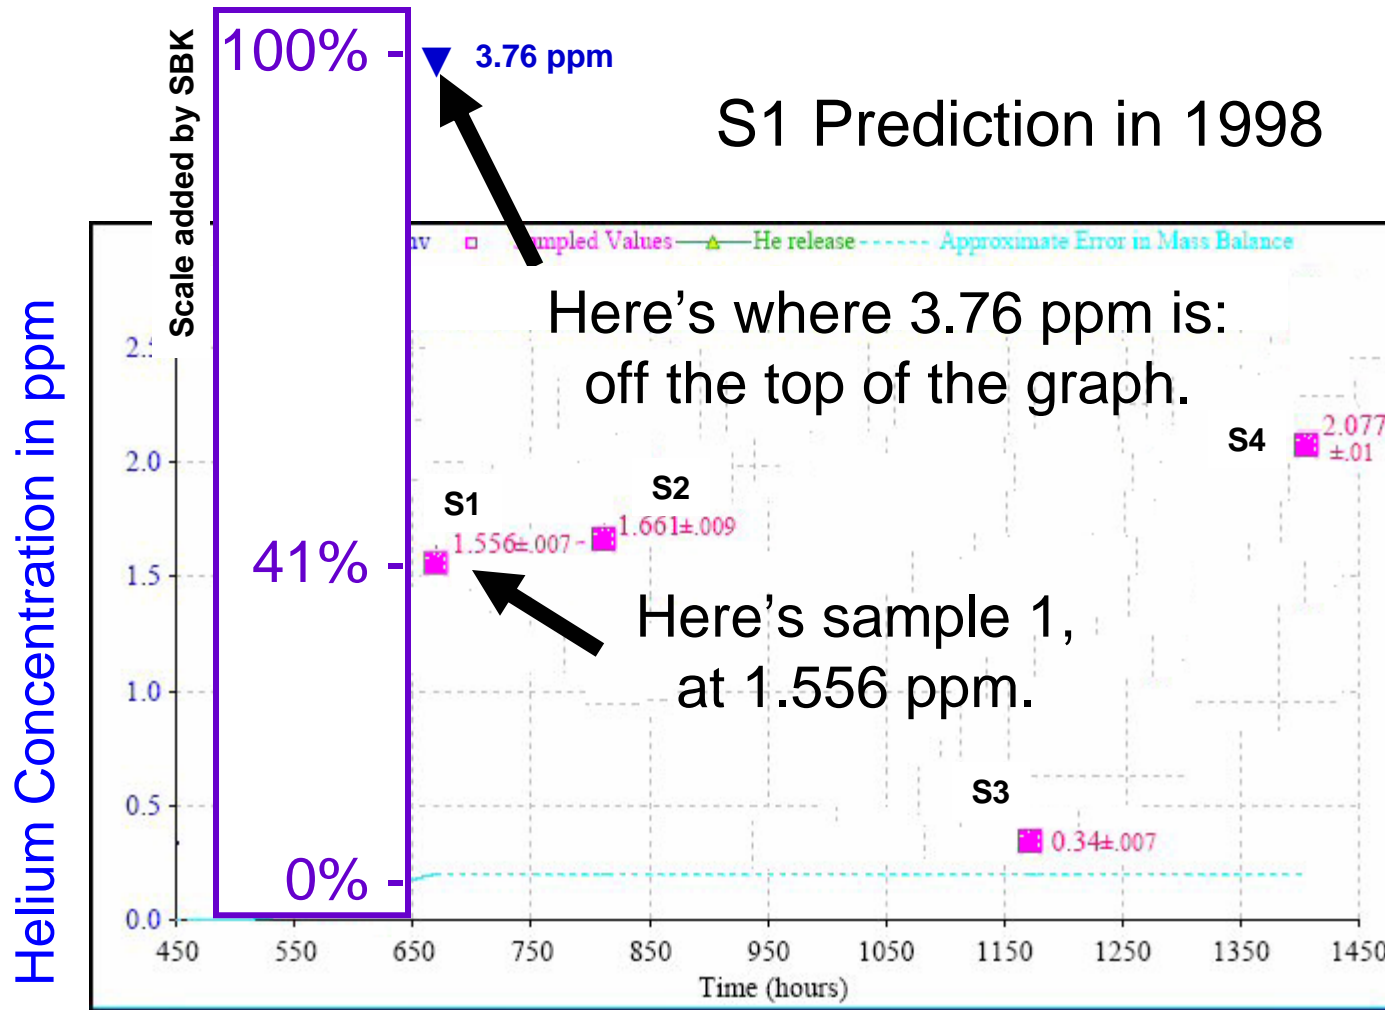 Scale added by SBK
100% -
3.76 ppm
S1 Prediction in 1998
Sampled Values
He release
Approximate Error in Mass Balance
Here's where 3.76 ppm is:
off the top of the graph.
Helium Concentration in ppm
2.0
1.5
1.0
0.5
0.0
41% -
0% -
S1
1.556±.007
S2
1.661±.009
S4
2.077
±.01
Here's sample 1,
at 1.556 ppm.
S3
0.34±.007
450 550 650 750 850 950 1050 1150 1250 1350 1450
Time (hours)